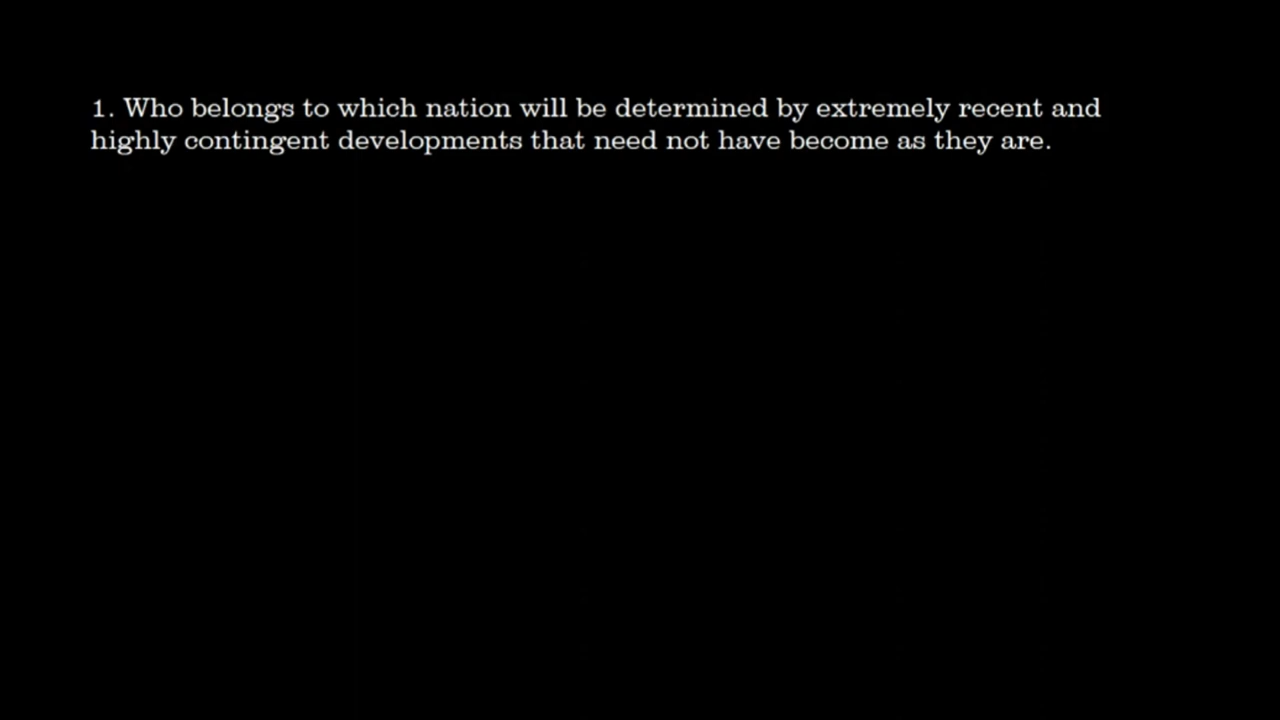 1. Who belongs to which nation will be determined by extremely recent and
highly contingent developments that need not have become as they are.